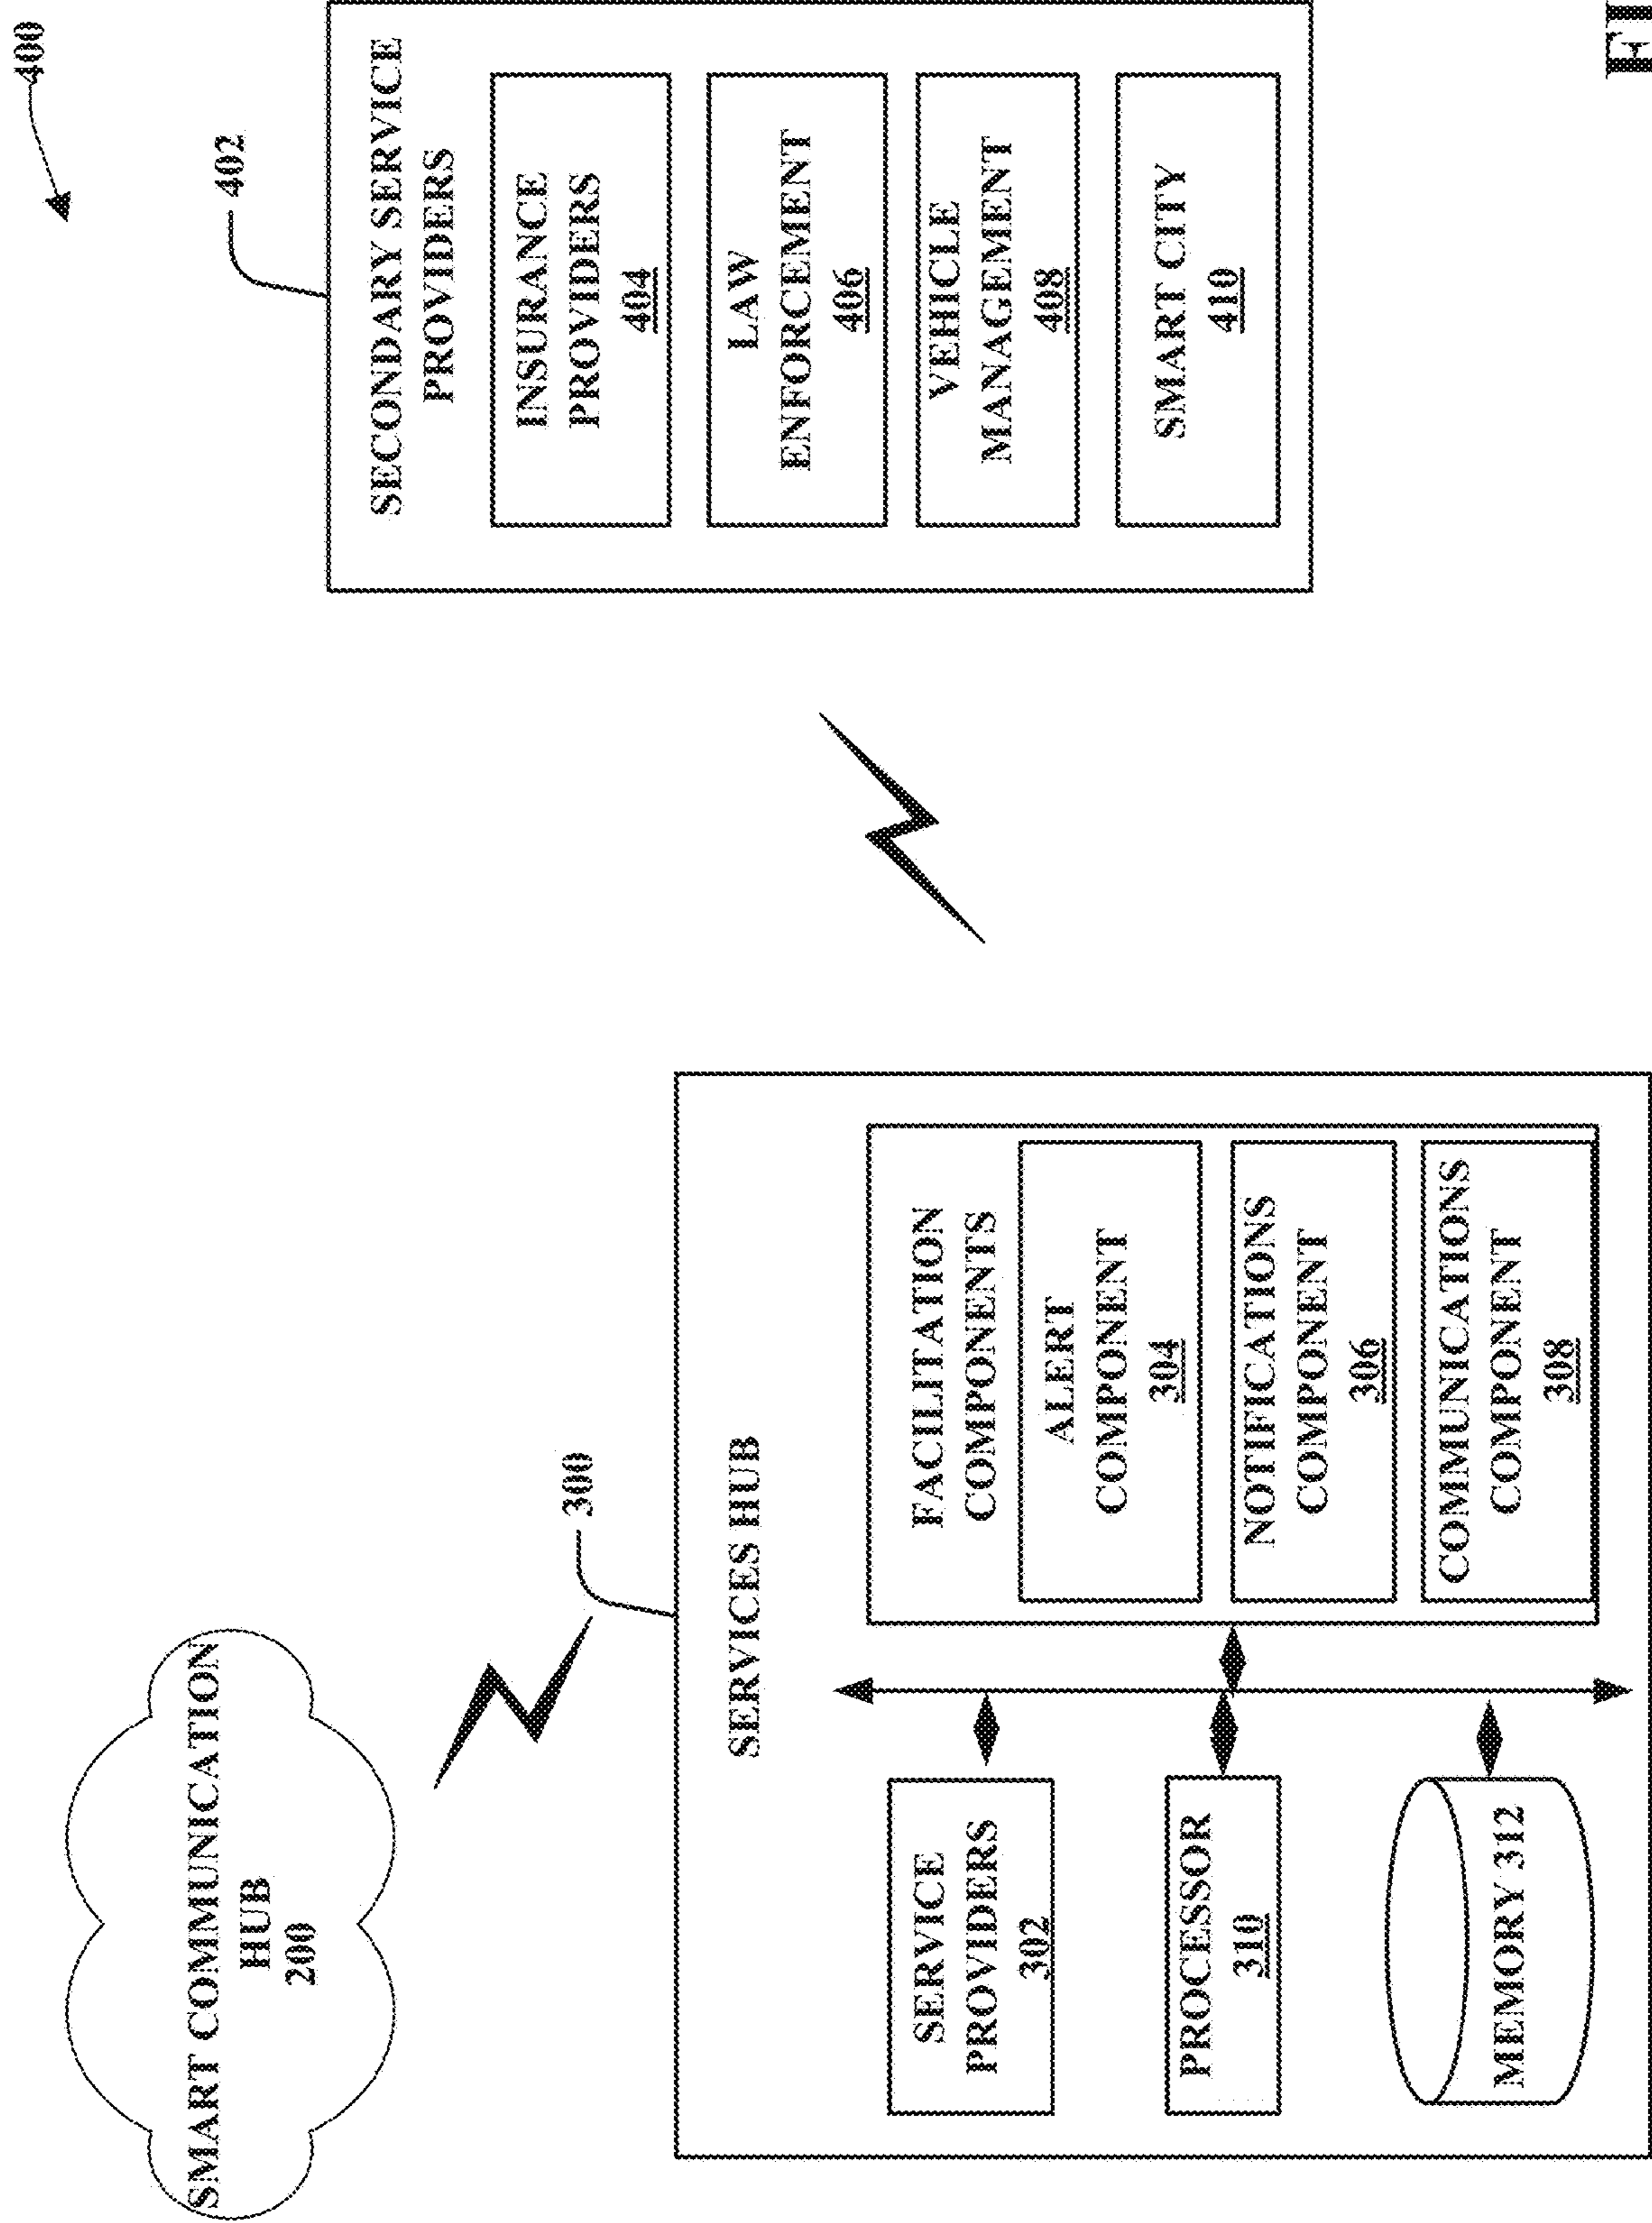 400
SMART COMMUNICATION
HUB
200
300
SERVICES HUB
SERVICE
PROVIDERS
302
PROCESSOR
310
MEMORY 312
FACILITATION
COMPONENTS
ALERT
COMPONENT
304
NOTIFICATIONS
COMPONENT
306
COMMUNICATIONS
COMPONENT
308
402
SECONDARY SERVICE
PROVIDERS
INSURANCE
PROVIDERS
404
LAW
ENFORCEMENT
406
VEHICLE
MANAGEMENT
408
SMART CITY
410